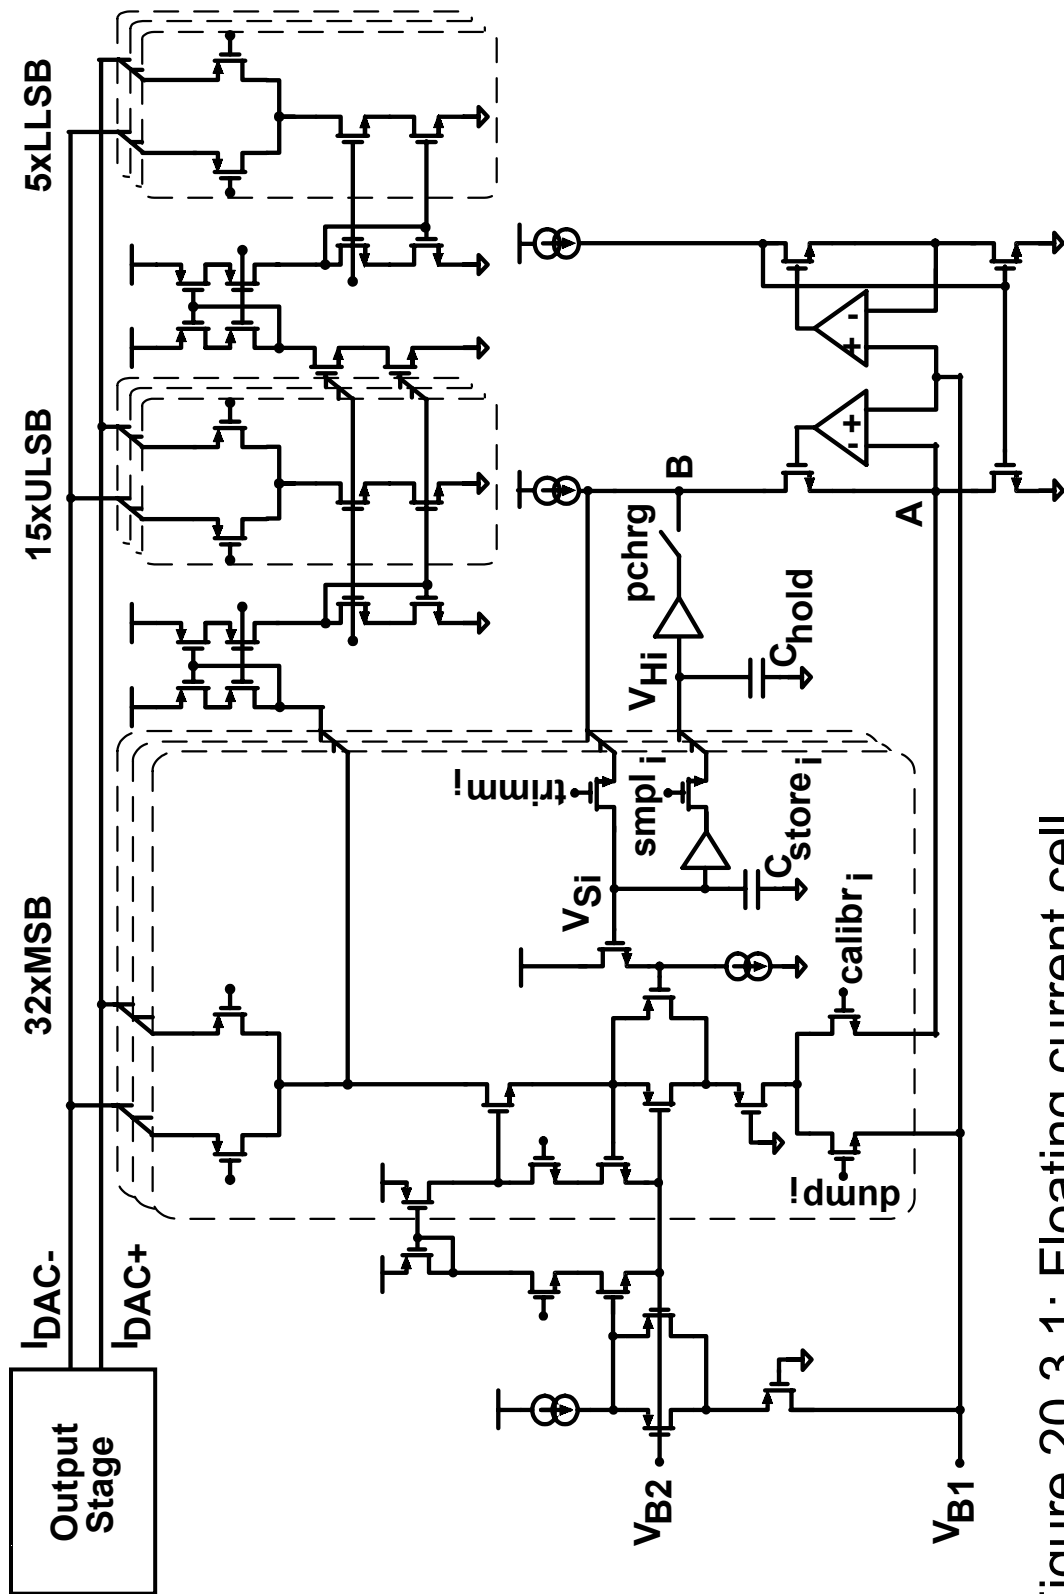 32xMSB
15xULSB
5xLLSB
Output
Stage
IDAC-
IDAC+
VB2
VB1
dump!
calibr i
VSi
Cstore i
smpl i
trimm!
VHi
Chold
pchrg
B
A
- +
+ -
Figure 20.3.1: Floating current cell